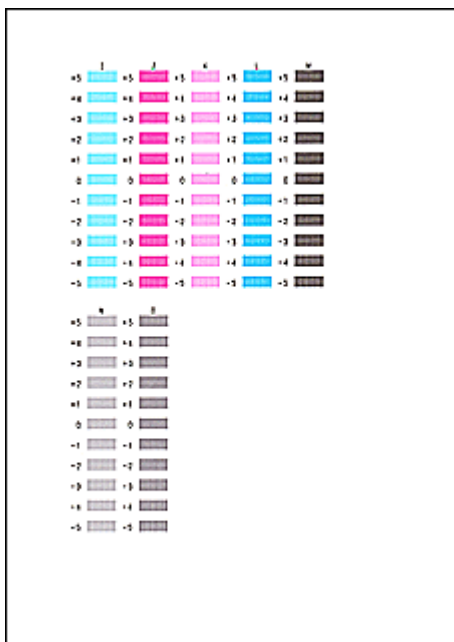 +5 +5 +5 +5 +5
+4 +4 +4 +4 +4
+3 +3 +3 +3 +3
+2 +2 +2 +2 +2
+1 +1 +1 +1 +1
0 0 0 0 0
-1 -1 -1 -1 -1
-2 -2 -2 -2 -2
-3 -3 -3 -3 -3
-4 -4 -4 -4 -4
-5 -5 -5 -5 -5
+5 +5
+4 +4
+3 +3
+2 +2
+1 +1
0 0
-1 -1
-2 -2
-3 -3
-4 -4
-5 -5